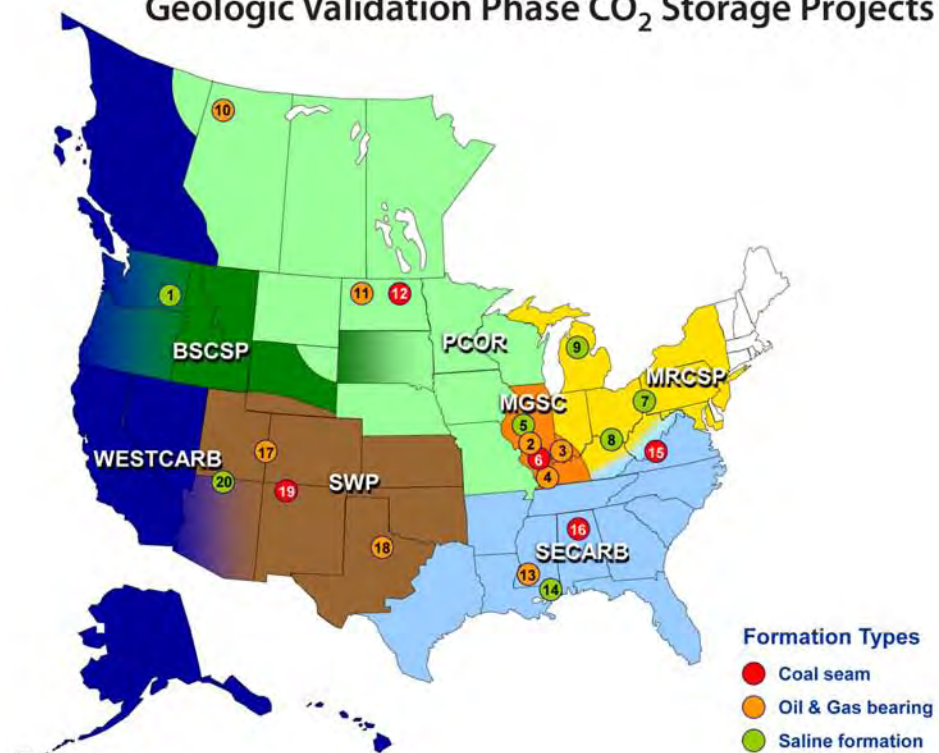 Geologic Validation Phase CO₂ Storage Projects
10
1
11
12
BSCSP
PCOR
9
MRCSP
7
MGSC
5
2
3
8
6
4
15
WESTCARB
17
20
19
SWP
18
16
SECARB
13
14
Formation Types
Coal seam
Oil & Gas bearing
Saline formation